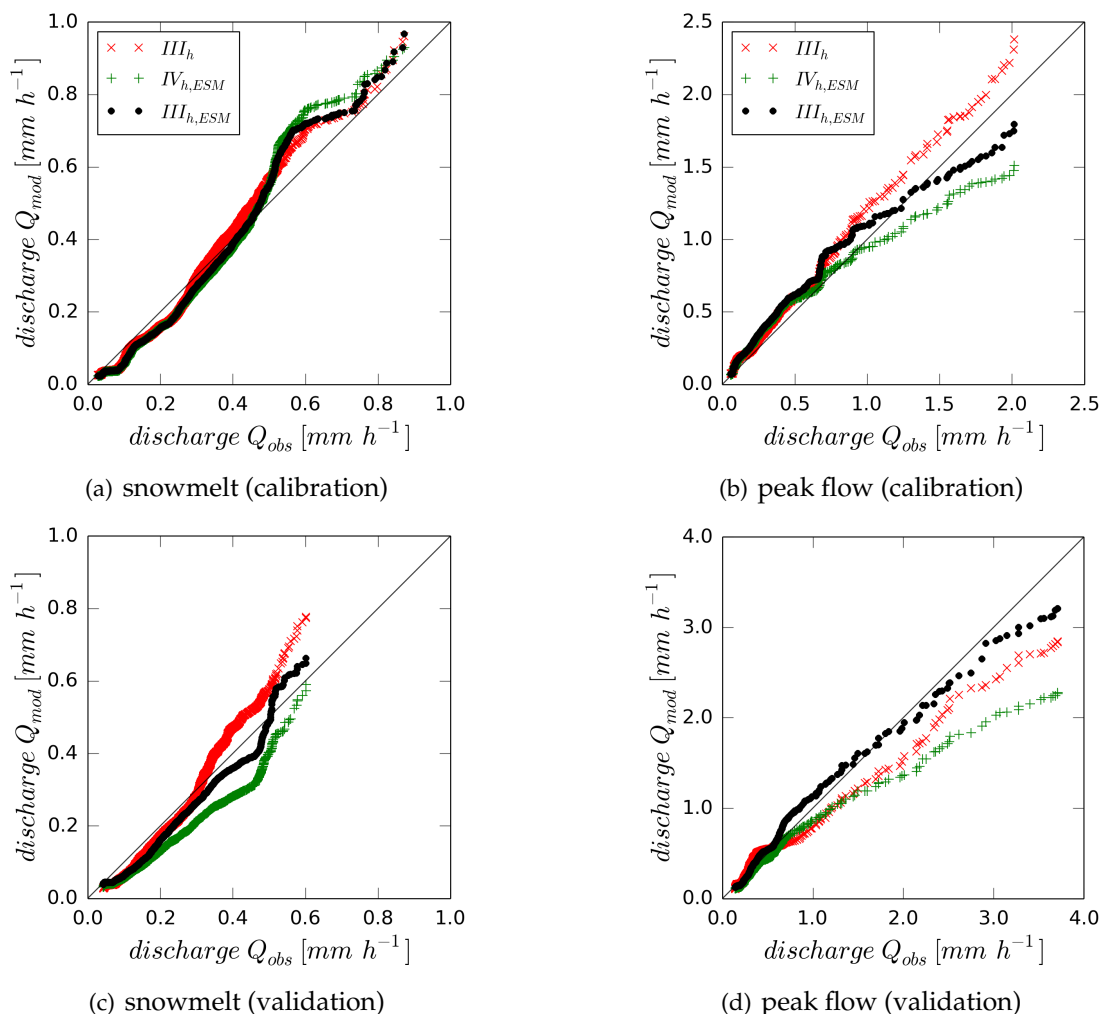 1.0
0.8
0.6
0.4
0.2
0.0
discharge Q_mod [mm h^−1]
III_h
IV_h,ESM
III_h,ESM
0.0 0.2 0.4 0.6 0.8 1.0
discharge Q_obs [mm h^−1]
(a) snowmelt (calibration)
2.5
2.0
1.5
1.0
0.5
0.0
discharge Q_mod [mm h^−1]
III_h
IV_h,ESM
III_h,ESM
0.0 0.5 1.0 1.5 2.0 2.5
discharge Q_obs [mm h^−1]
(b) peak flow (calibration)
1.0
0.8
0.6
0.4
0.2
0.0
discharge Q_mod [mm h^−1]
0.0 0.2 0.4 0.6 0.8 1.0
discharge Q_obs [mm h^−1]
(c) snowmelt (validation)
4.0
3.0
2.0
1.0
0.0
discharge Q_mod [mm h^−1]
0.0 1.0 2.0 3.0 4.0
discharge Q_obs [mm h^−1]
(d) peak flow (validation)